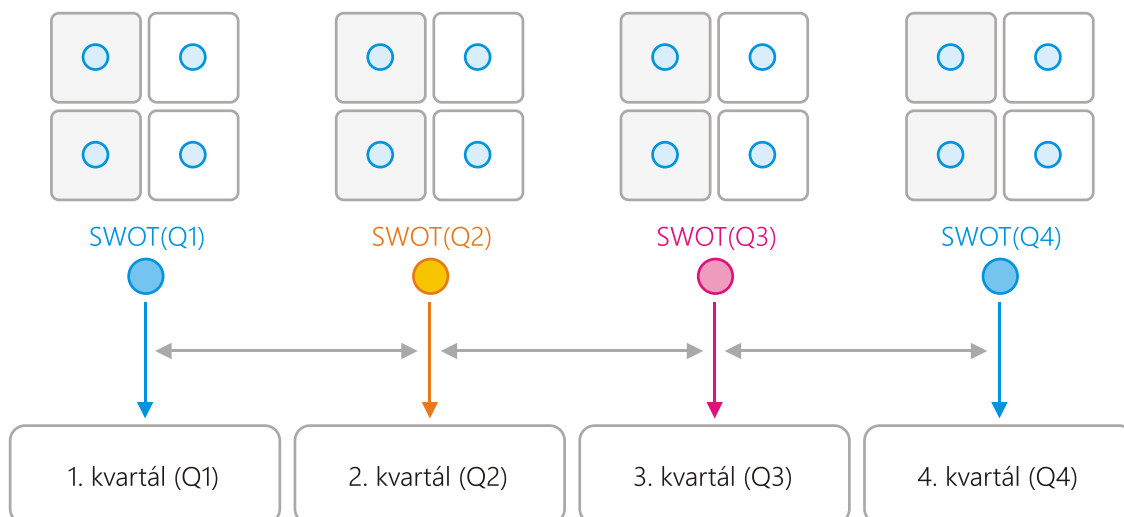 SWOT(Q1)
SWOT(Q2)
SWOT(Q3)
SWOT(Q4)
1. kvartál (Q1)
2. kvartál (Q2)
3. kvartál (Q3)
4. kvartál (Q4)